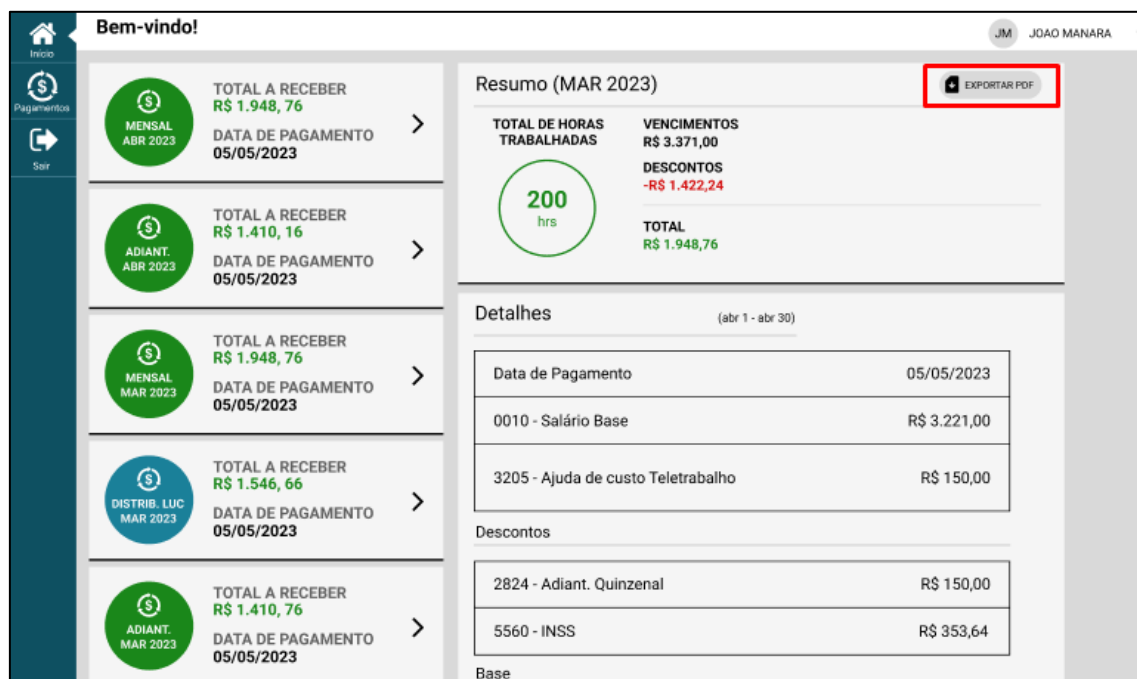 Bem-vindo!
JM JOAO MANARA
Início
Pagamentos
Sair
MENSAL
ABR 2023
TOTAL A RECEBER
R$ 1.948, 76
DATA DE PAGAMENTO
05/05/2023
ADIANT.
ABR 2023
TOTAL A RECEBER
R$ 1.410, 16
DATA DE PAGAMENTO
05/05/2023
MENSAL
MAR 2023
TOTAL A RECEBER
R$ 1.948, 76
DATA DE PAGAMENTO
05/05/2023
DISTRIB. LUC
MAR 2023
TOTAL A RECEBER
R$ 1.546, 66
DATA DE PAGAMENTO
05/05/2023
ADIANT.
MAR 2023
TOTAL A RECEBER
R$ 1.410, 76
DATA DE PAGAMENTO
05/05/2023
Resumo (MAR 2023)
EXPORTAR PDF
TOTAL DE HORAS
TRABALHADAS
200
hrs
VENCIMENTOS
R$ 3.371,00
DESCONTOS
-R$ 1.422,24
TOTAL
R$ 1.948,76
Detalhes (abr 1 - abr 30)
Data de Pagamento 05/05/2023
0010 - Salário Base R$ 3.221,00
3205 - Ajuda de custo Teletrabalho R$ 150,00
Descontos
2824 - Adiant. Quinzenal R$ 150,00
5560 - INSS R$ 353,64
Base